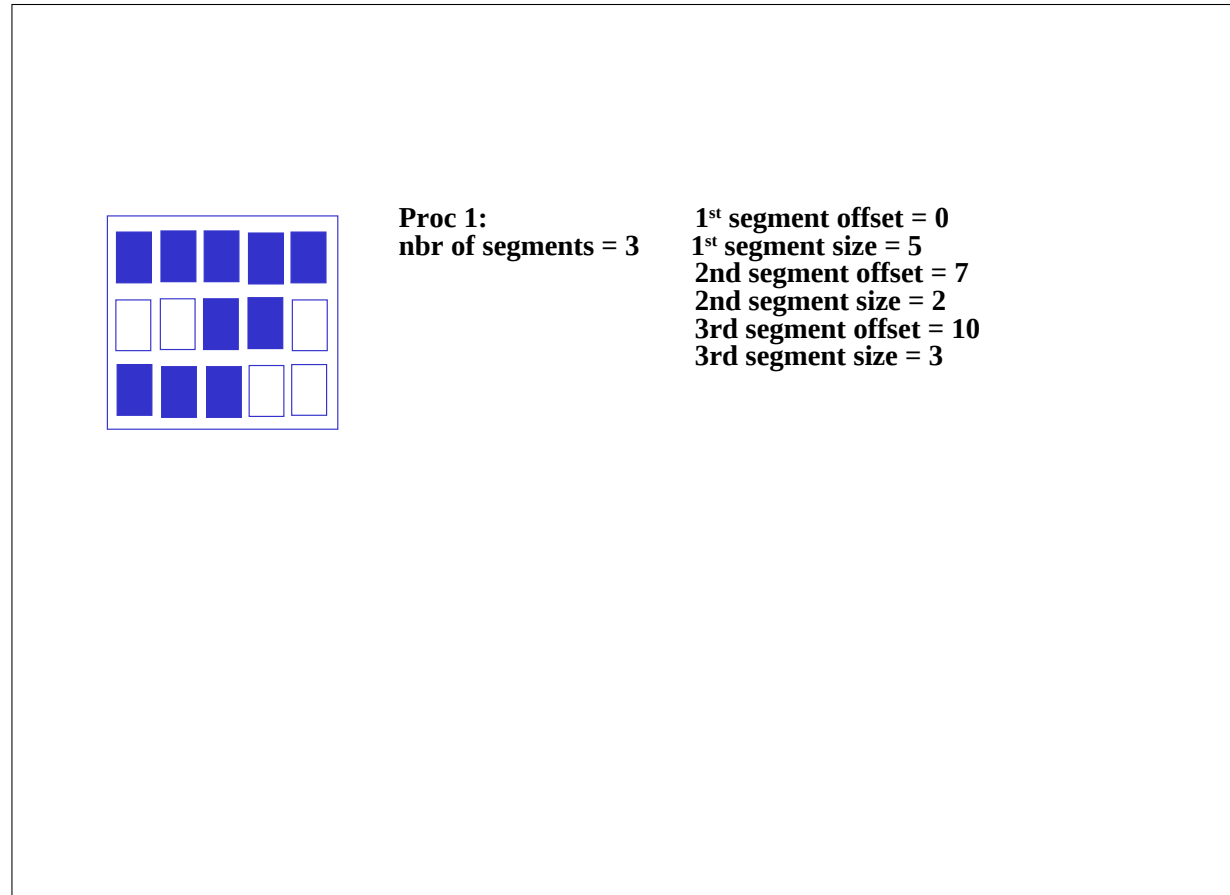 Proc 1:
nbr of segments = 3
1st segment offset = 0
1st segment size = 5
2nd segment offset = 7
2nd segment size = 2
3rd segment offset = 10
3rd segment size = 3